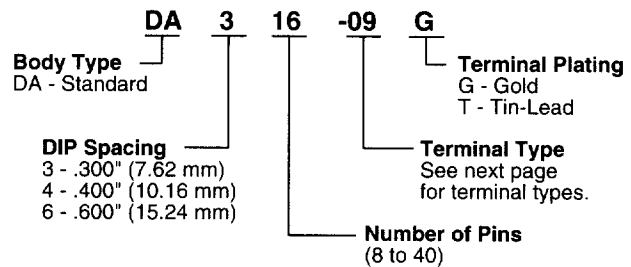 DA 3 16 -09 G
Body Type
DA - Standard
Terminal Plating
G - Gold
T - Tin-Lead
DIP Spacing
3 - .300" (7.62 mm)
4 - .400" (10.16 mm)
6 - .600" (15.24 mm)
Terminal Type
See next page
for terminal types.
Number of Pins
(8 to 40)